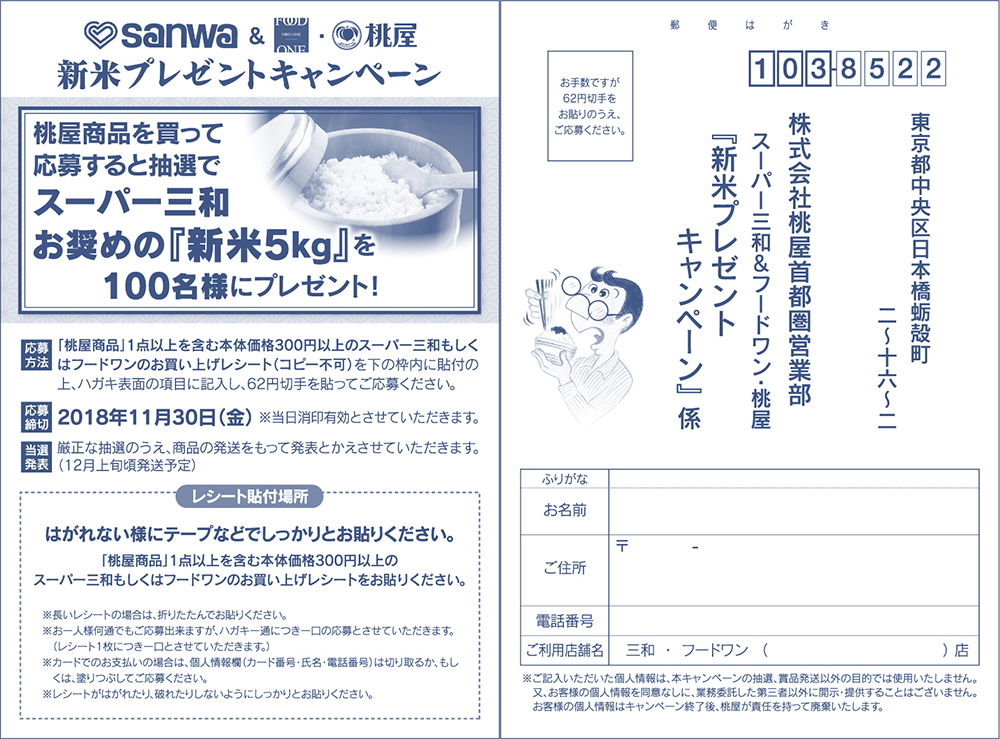 sanwa & FOOD ONE・桃屋
新米プレゼントキャンペーン
桃屋商品を買って
応募すると抽選で
スーパー三和
お奨めの『新米5kg』を
100名様にプレゼント!
応募方法
「桃屋商品」1点以上を含む本体価格300円以上のスーパー三和もしく
はフードワンのお買い上げレシート(コピー不可)を下の枠内に貼付の
上、ハガキ表面の項目に記入し、62円切手を貼ってご応募ください。
応募締切
2018年11月30日(金) ※当日消印有効とさせていただきます。
当選発表
厳正な抽選のうえ、商品の発送をもって発表とかえさせていただきます。
(12月上旬頃発送予定)
レシート貼付場所
はがれない様にテープなどでしっかりとお貼りください。
「桃屋商品」1点以上を含む本体価格300円以上の
スーパー三和もしくはフードワンのお買い上げレシートをお貼りください。
※長いレシートの場合は、折りたたんでお貼りください。
※お一人様何通でもご応募出来ますが、ハガキ一通につき一口の応募とさせていただきます。
(レシート1枚につき一口とさせていただきます。)
※カードでのお支払いの場合は、個人情報欄(カード番号・氏名・電話番号)は切り取るか、もし
くは、塗りつぶしてご応募ください。
※レシートがはがれたり、破れたりしないようにしっかりとお貼りください。
郵便はがき
103-8522
お手数ですが
62円切手を
お貼りのうえ、
ご応募ください。
東京都中央区日本橋蛎殻町
二〜十六〜二
株式会社桃屋首都圏営業部
スーパー三和&フードワン・桃屋
『新米プレゼント
キャンペーン』係
ふりがな
お名前
ご住所
〒 -
電話番号
ご利用店舗名
三和 ・ フードワン ( )店
※ご記入いただいた個人情報は、本キャンペーンの抽選、賞品発送以外の目的では使用いたしません。
又、お客様の個人情報を同意なしに、業務委託した第三者以外に開示・提供することはございません。
お客様の個人情報はキャンペーン終了後、桃屋が責任を持って廃棄いたします。